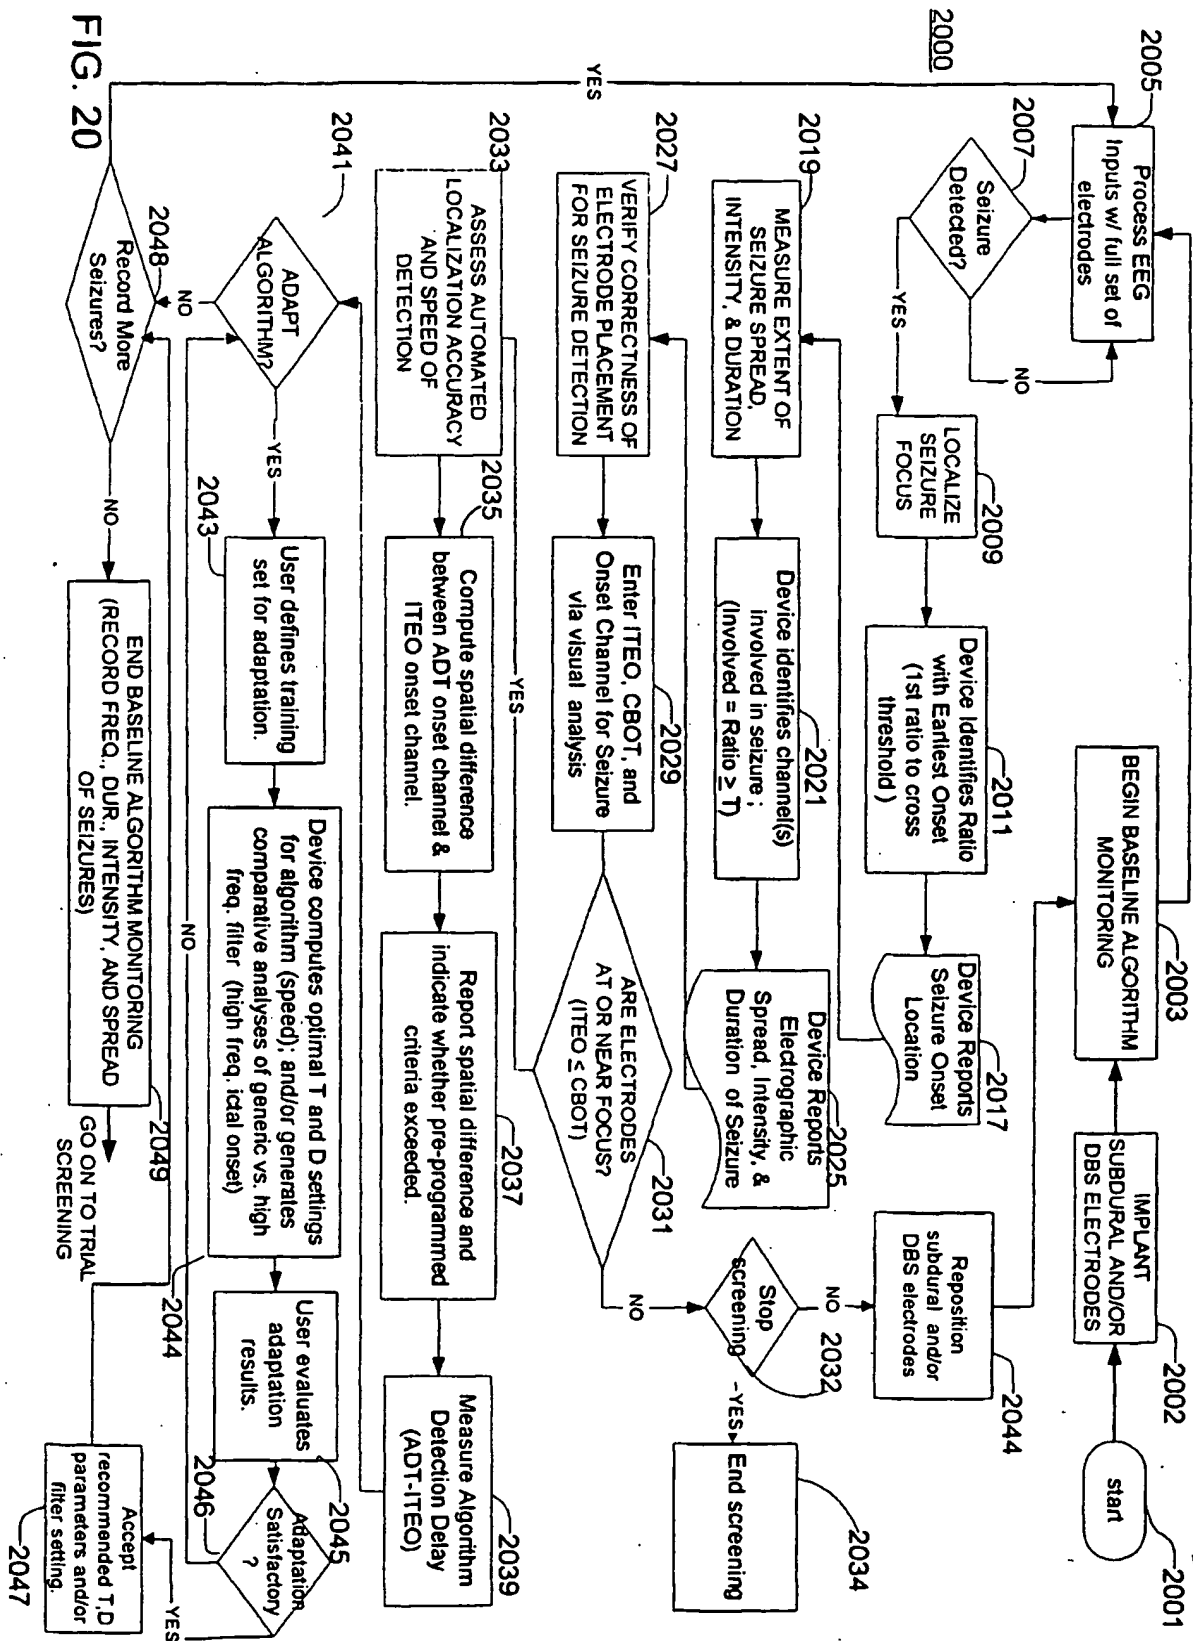 2000
start
2001
IMPLANT
SUBDURAL AND/OR
DBS ELECTRODES
2002
BEGIN BASELINE ALGORITHM
MONITORING
2003
2005
Process EEG
Inputs w/ full set of
electrodes
2007
Seizure
Detected?
NO
YES
LOCALIZE
SEIZURE
FOCUS
2009
Device Identifies Ratio
with Earliest Onset
(1st ratio to cross
threshold)
2011
Device Reports
Seizure Onset
Location
2017
2019
MEASURE EXTENT OF
SEIZURE SPREAD,
INTENSITY, & DURATION
Device identifies channel(s)
involved in seizure ;
(Involved = Ratio ≥ T)
2021
Device Reports
Electrographic
Spread, Intensity, &
Duration of Seizure
2025
2027
VERIFY CORRECTNESS OF
ELECTRODE PLACEMENT
FOR SEIZURE DETECTION
Enter ITEO, CBOT, and
Onset Channel for Seizure
via visual analysis
2029
ARE ELECTRODES
AT OR NEAR FOCUS?
(ITEO ≤ CBOT)
2031
YES
NO
Stop
screening
2032
NO
Reposition
subdural and/or
DBS electrodes
2044
-YES
End screening
2034
2033
ASSESS AUTOMATED
LOCALIZATION ACCURACY
AND SPEED OF
DETECTION
2035
Compute spatial difference
between ADT onset channel &
ITEO onset channel.
Report spatial difference and
indicate whether pre-programmed
criteria exceeded.
2037
Measure Algorithm
Detection Delay
(ADT-ITEO)
2039
2041
ADAPT
ALGORITHM?
NO
YES
User defines training
set for adaptation.
2043
Device computes optimal T and D settings
for algorithm (speed); and/or generates
comparative analyses of generic vs. high
freq. filter (high freq. ictal onset)
2044
User evaluates
adaptation
results.
2045
Adaptation
Satisfactory
?
2046
NO
YES
Accept
recommended T,D
parameters and/or
filter setting.
2047
2048
Record More
Seizures?
YES
NO
END BASELINE ALGORITHM MONITORING
(RECORD FREQ., DUR., INTENSITY, AND SPREAD
OF SEIZURES)
2049
GO ON TO TRIAL
SCREENING
FIG. 20